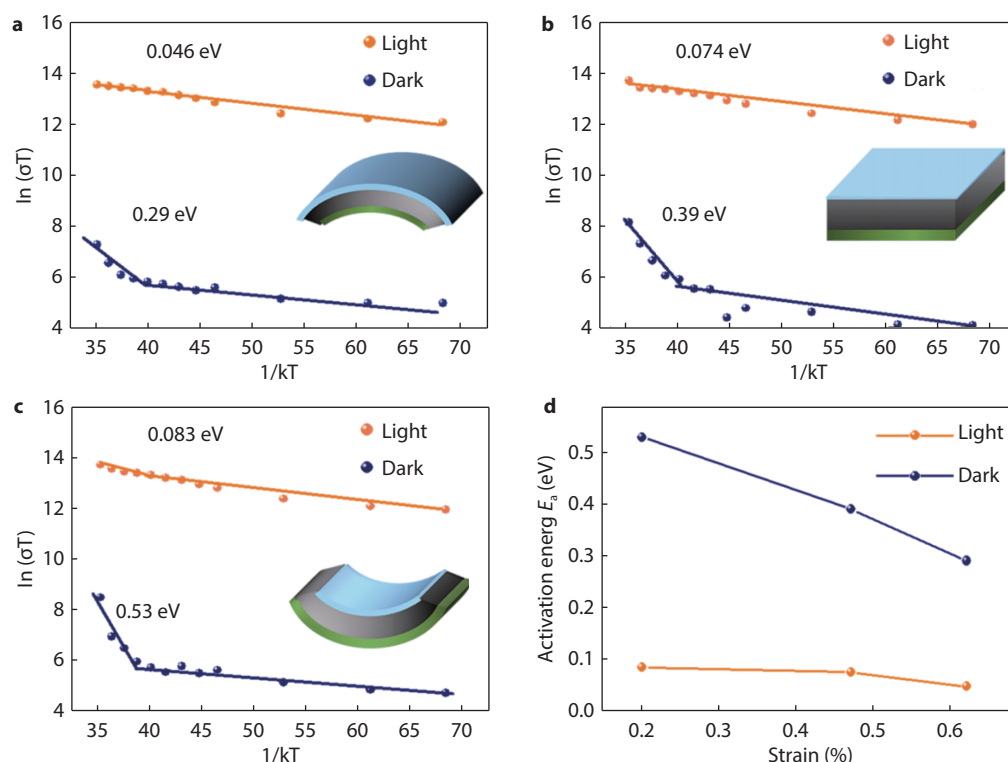 a
16
14
12
10
8
6
4
ln (σT)
0.046 eV
Light
Dark
0.29 eV
35 40 45 50 55 60 65 70
1/kT
b
16
14
12
10
8
6
4
ln (σT)
0.074 eV
Light
Dark
0.39 eV
35 40 45 50 55 60 65 70
1/kT
c
16
14
12
10
8
6
4
ln (σT)
0.083 eV
Light
Dark
0.53 eV
35 40 45 50 55 60 65 70
1/kT
d
0.5
0.4
0.3
0.2
0.1
0.0
Activation energ Ea (eV)
Light
Dark
0.2 0.3 0.4 0.5 0.6
Strain (%)